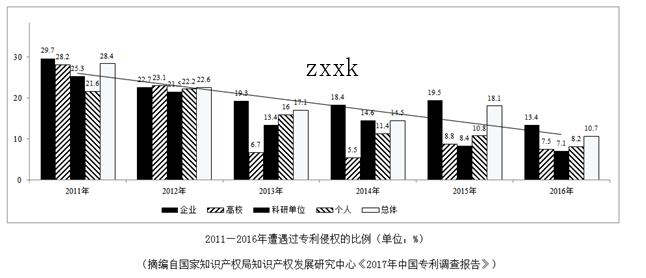 zxxk
30
20
10
0
29.7 28.2 25.3 21.6 28.4
22.7 23.1 21.5 22.2 22.6
19.3 6.7 13.4 16 17.1
18.4 5.5 14.6 11.4 14.5
19.5 8.8 8.4 10.8 18.1
13.4 7.5 7.1 8.2 10.7
2011年 2012年 2013年 2014年 2015年 2016年
企业 高校 科研单位 个人 总体
2011—2016年遭遇过专利侵权的比例（单位：%）
（摘编自国家知识产权局知识产权发展研究中心《2017年中国专利调查报告》）